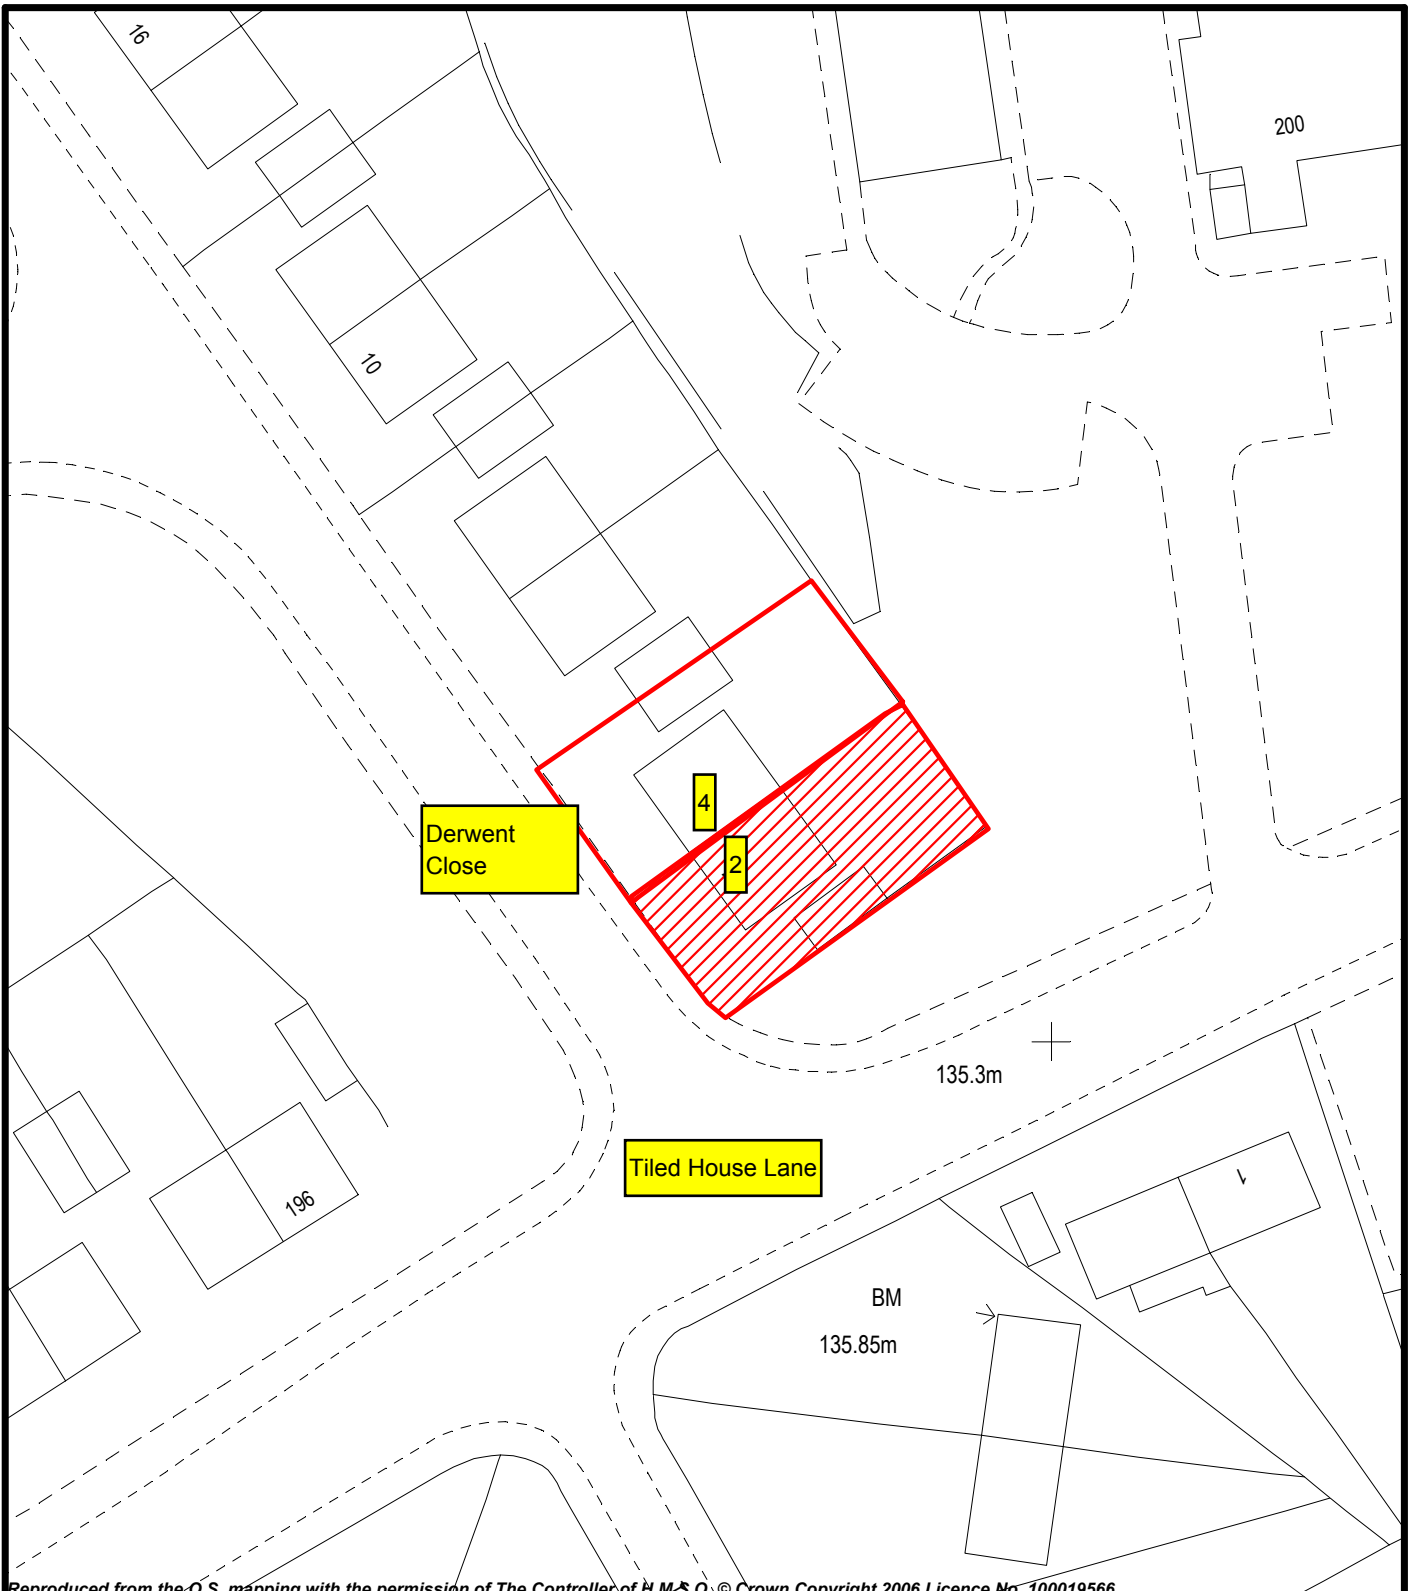 16
200
10
4
Derwent
Close
2
135.3m
Tiled House Lane
196
1
BM
135.85m
Reproduced from the O.S. mapping with the permission of The Controller of H.M.S.O. © Crown Copyright 2006 Licence No. 100019566